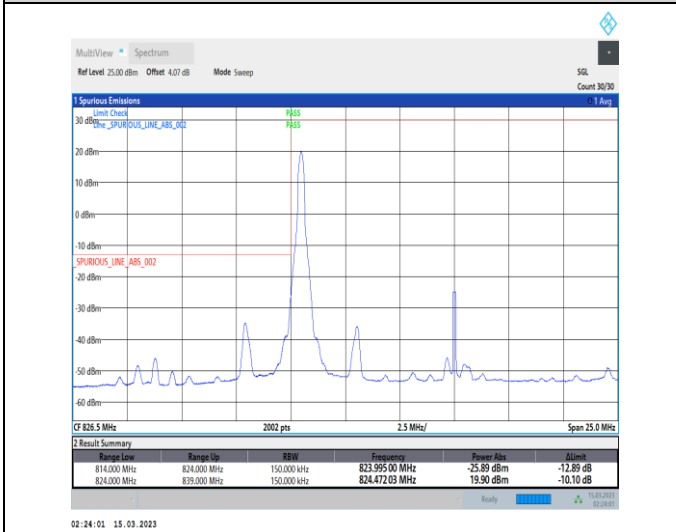 MultiView Spectrum
Ref Level 25.00 dBm Offset 4.07 dB Mode Sweep SGL
Count 30/30
1 Spurious Emissions 1 Avg
Limit Check PASS
30 dBm
Line _SPURIOUS_LINE_ABS_002 PASS
20 dBm
10 dBm
0 dBm
-10 dBm
_SPURIOUS_LINE_ABS_002
-20 dBm
-30 dBm
-40 dBm
-50 dBm
-60 dBm
CF 826.5 MHz 2002 pts 2.5 MHz/ Span 25.0 MHz
2 Result Summary
Range Low Range Up RBW Frequency Power Abs ΔLimit
814.000 MHz 824.000 MHz 150.000 kHz 823.99500 MHz -25.89 dBm -12.89 dB
824.000 MHz 839.000 MHz 150.000 kHz 824.47203 MHz 19.90 dBm -10.10 dB
Ready 15.03.2023
02:24:01
02:24:01 15.03.2023